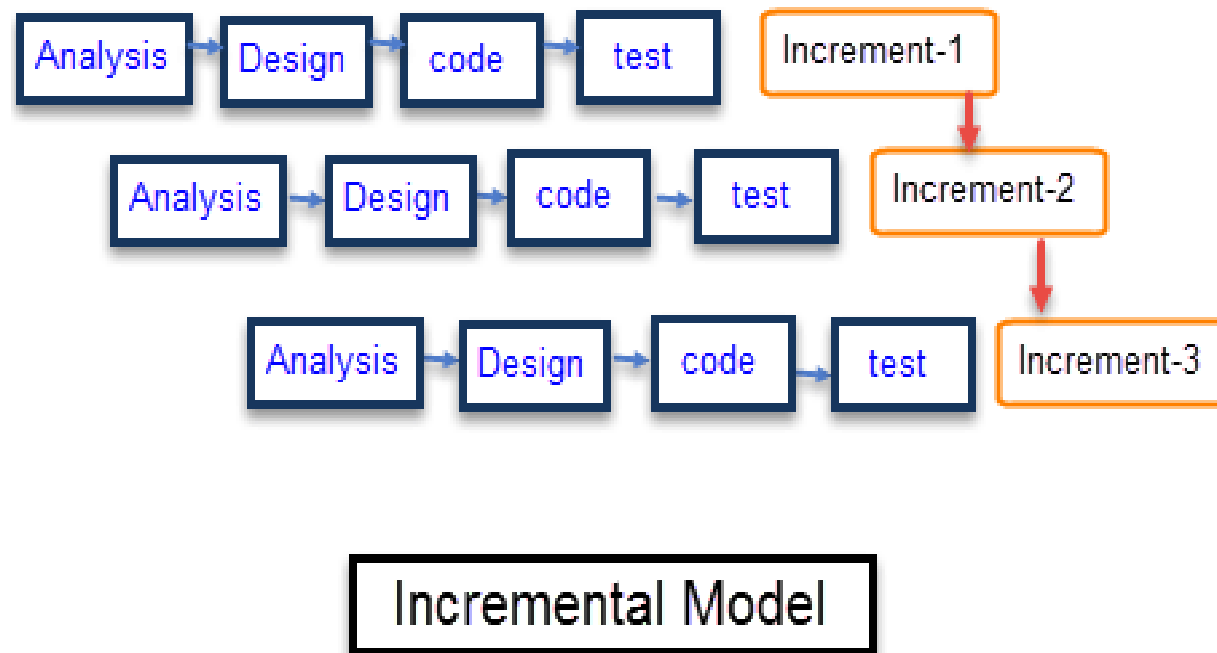 Analysis Design code test Increment-1
Analysis Design code test Increment-2
Analysis Design code test Increment-3
Incremental Model